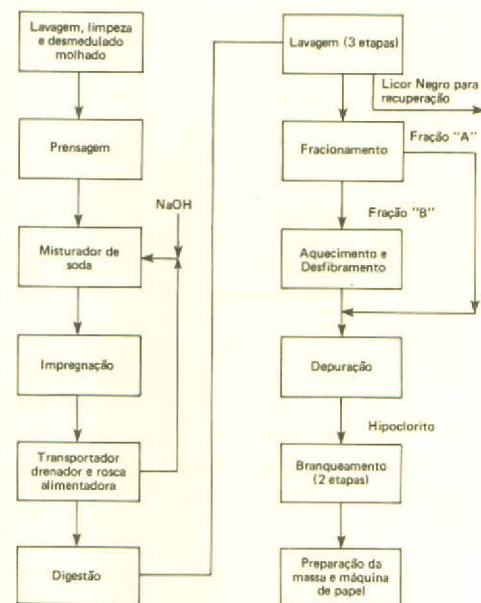 Lavagem, limpeza
e desmedulado
molhado
Prensagem
NaOH
Misturador de
soda
Impregnação
Transportador
drenador e rosca
alimentadora
Digestão
Lavagem (3 etapas)
Licor Negro para
recuperação
Fração "A"
Fracionamento
Fração "B"
Aquecimento e
Desfibramento
Depuração
Hipoclorito
Branqueamento
(2 etapas)
Preparação da
massa e máquina
de papel